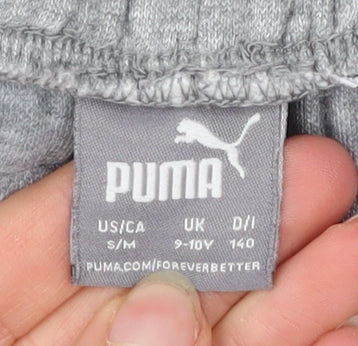 PUMA
US/CA UK D/I
S/M 9-10Y 140
PUMA.COM/FOREVERBETTER